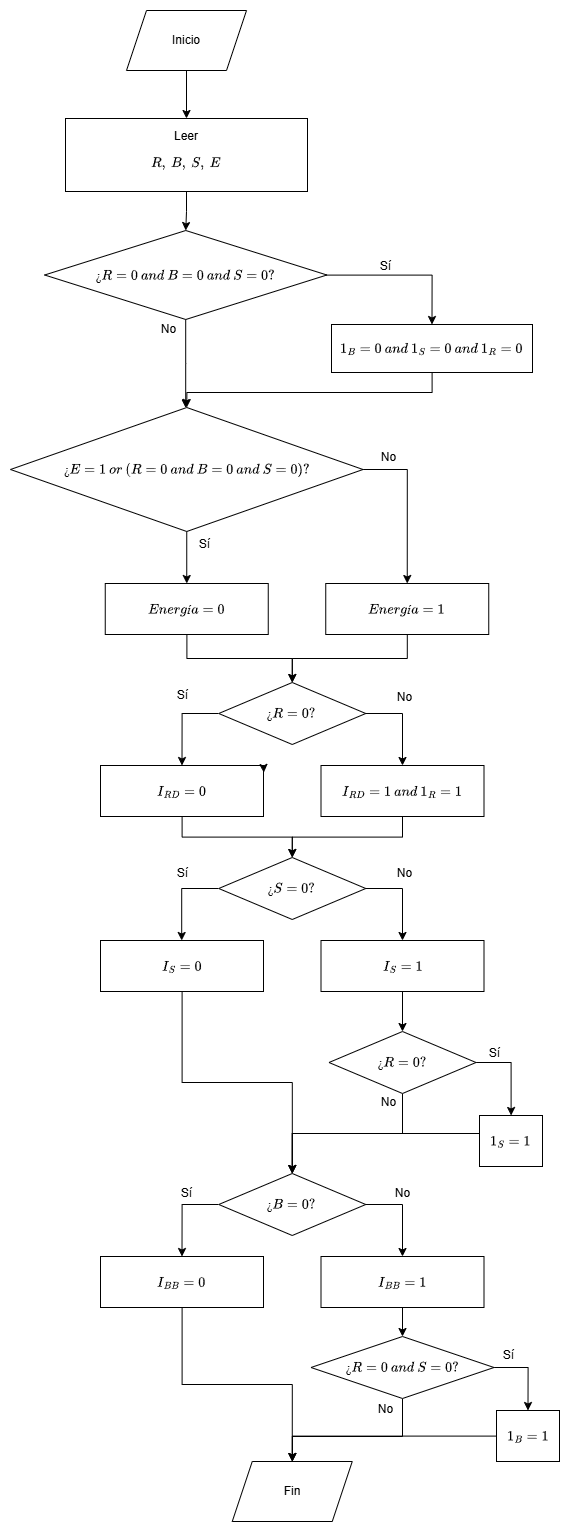 Inicio
Leer
R, B, S, E
¿R = 0 and B = 0 and S = 0?
Sí
No
1_B = 0 and 1_S = 0 and 1_R = 0
¿E = 1 or (R = 0 and B = 0 and S = 0)?
No
Sí
Energía = 0
Energía = 1
Sí
¿R = 0?
No
I_{RD} = 0
I_{RD} = 1 and 1_R = 1
Sí
¿S = 0?
No
I_S = 0
I_S = 1
¿R = 0?
Sí
No
1_S = 1
Sí
¿B = 0?
No
I_{BB} = 0
I_{BB} = 1
¿R = 0 and S = 0?
Sí
No
1_B = 1
Fin